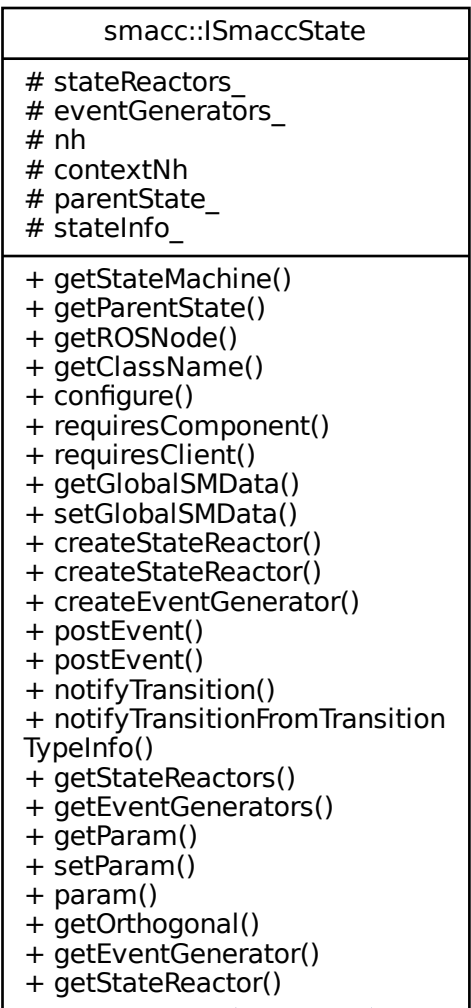 smacc::ISmaccState
# stateReactors_
# eventGenerators_
# nh
# contextNh
# parentState_
# stateInfo_
+ getStateMachine()
+ getParentState()
+ getROSNode()
+ getClassName()
+ configure()
+ requiresComponent()
+ requiresClient()
+ getGlobalSMData()
+ setGlobalSMData()
+ createStateReactor()
+ createStateReactor()
+ createEventGenerator()
+ postEvent()
+ postEvent()
+ notifyTransition()
+ notifyTransitionFromTransition
TypeInfo()
+ getStateReactors()
+ getEventGenerators()
+ getParam()
+ setParam()
+ param()
+ getOrthogonal()
+ getEventGenerator()
+ getStateReactor()